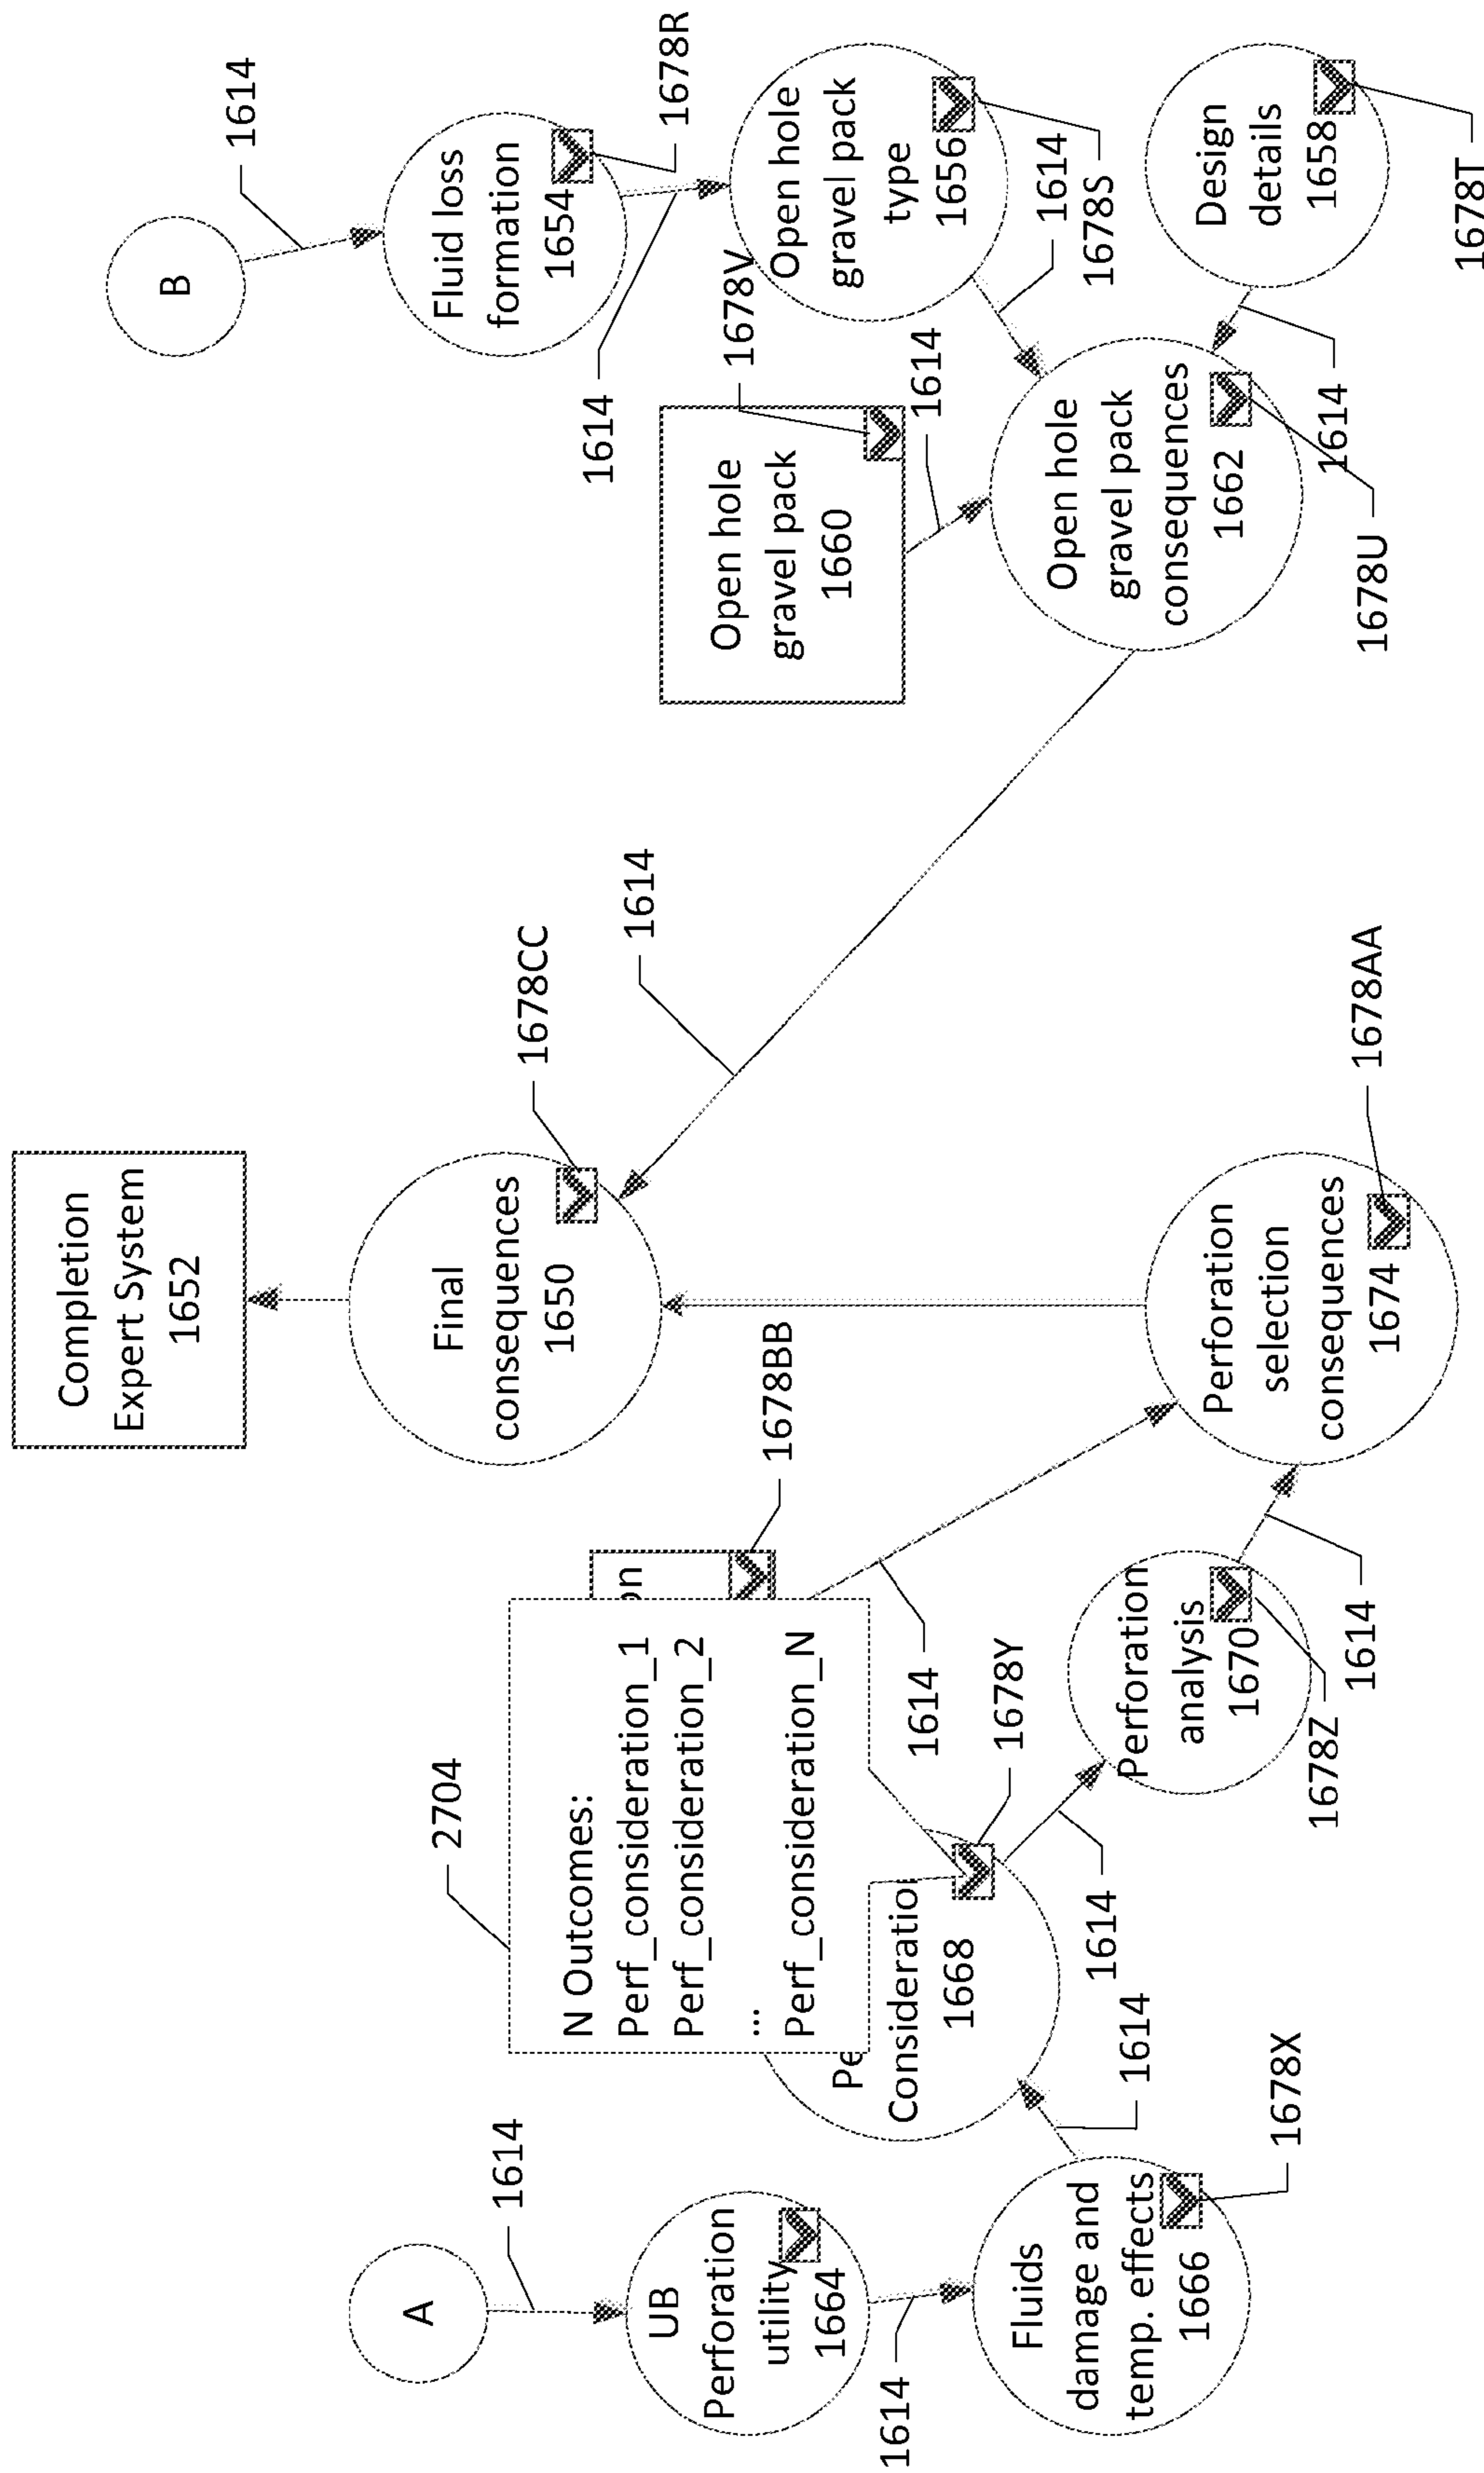 Completion
Expert System
1652
B
1614
A
1614
Final
consequences
1650
1678CC
Fluid loss
formation
1654
1678R
1614
2704
N Outcomes:
Perf_consideration_1
Perf_consideration_2
...
Perf_consideration_N
on
1678BB
1614
UB
Perforation
utility
1664
1614
1614
Open hole
gravel pack
1660
1678V
1614
Open hole
gravel pack
type
1656
1614
1678S
Pe
Consideratio
1668
1678Y
1614
Fluids
damage and
temp. effects
1666
1678X
1614
Perforation
analysis
1670
1678Z
1614
Perforation
selection
consequences
1674
1678AA
Open hole
gravel pack
consequences
1662
1678U
1614
Design
details
1658
1678T